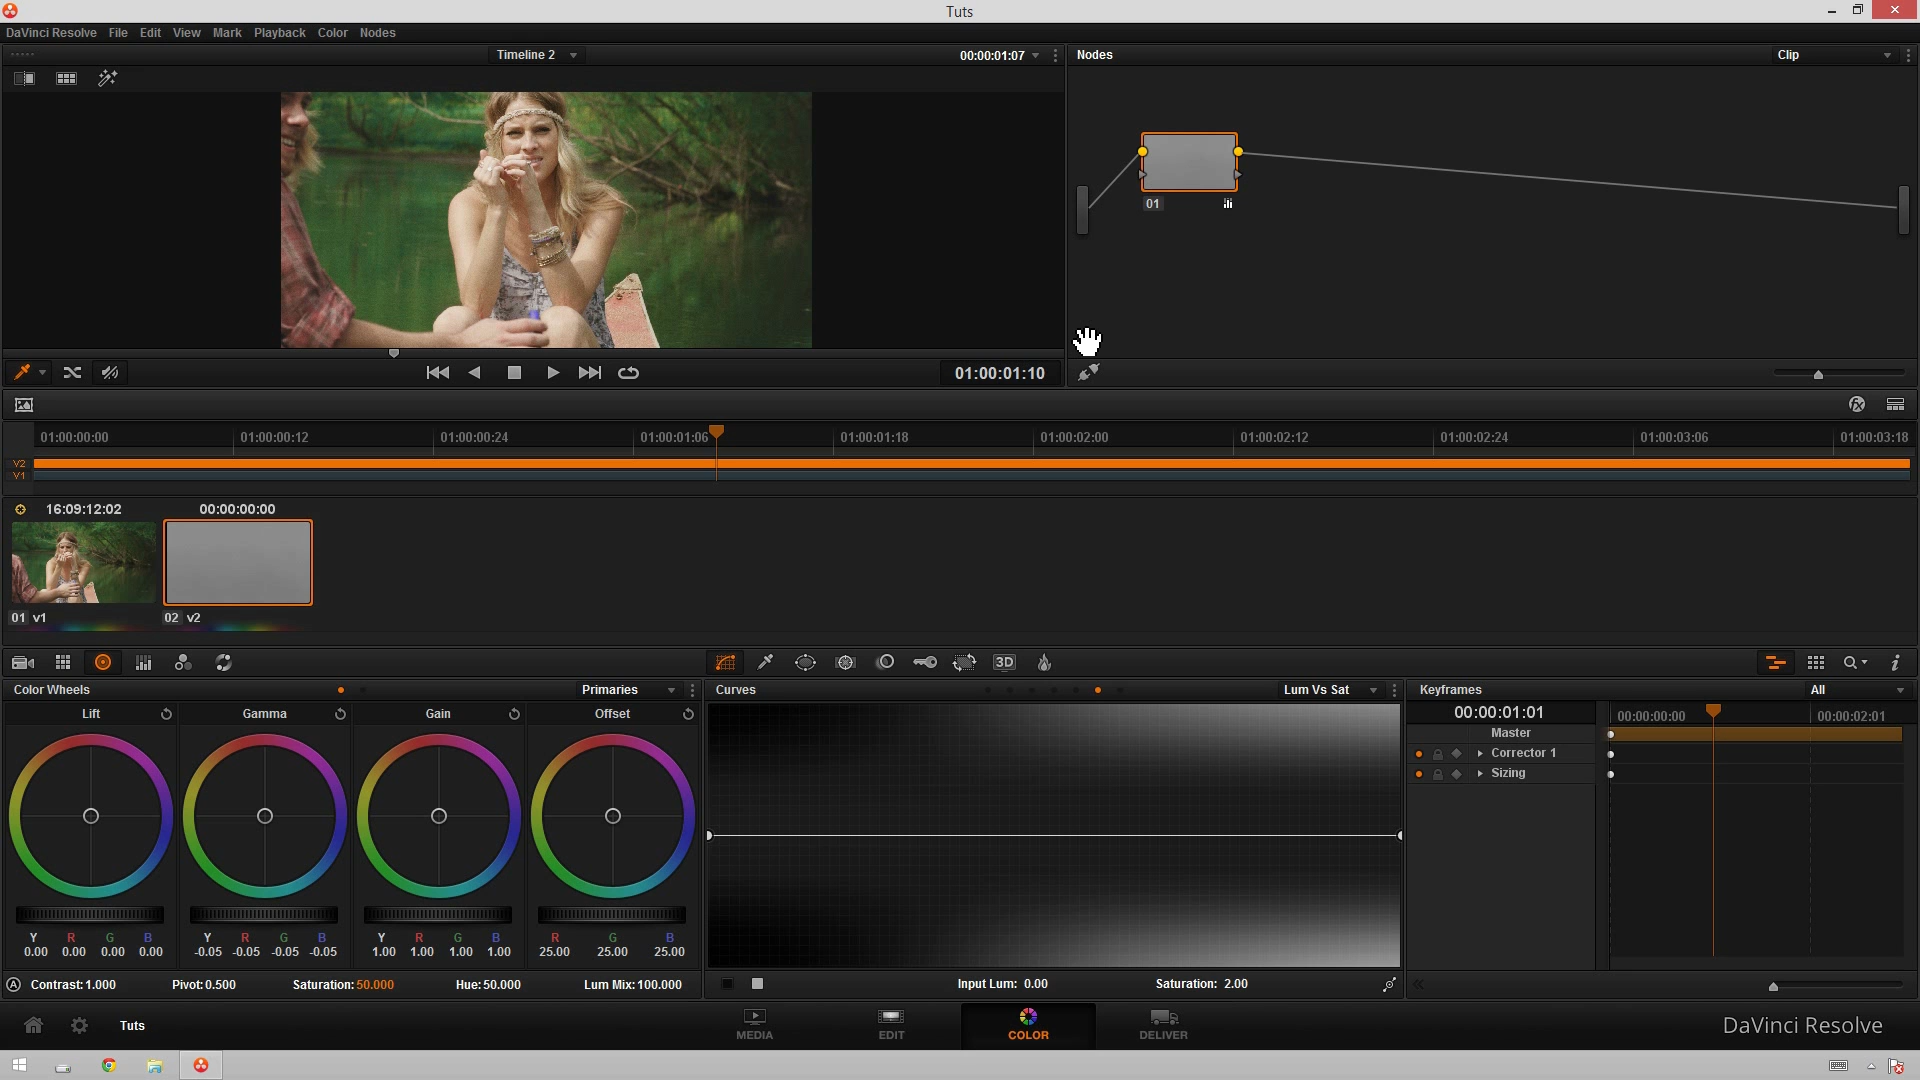 Tuts
DaVinci Resolve File Edit View Mark Playback Color Nodes
Timeline 2 00:00:01:07 Nodes Clip
01
01:00:01:10
01:00:00:00 01:00:00:12 01:00:00:24 01:00:01:06 01:00:01:18 01:00:02:00 01:00:02:12 01:00:02:24 01:00:03:06 01:00:03:18
V2
V1
16:09:12:02 00:00:00:00
01 v1 02 v2
3D
Color Wheels Primaries Curves Lum Vs Sat Keyframes All
Lift Gamma Gain Offset
00:00:01:01 00:00:00:00 00:00:02:01
Master
Corrector 1
Sizing
Y R G B Y R G B Y R G B R G B
0.00 0.00 0.00 0.00 -0.05 -0.05 -0.05 -0.05 1.00 1.00 1.00 1.00 25.00 25.00 25.00
A Contrast:1.000 Pivot:0.500 Saturation:50.000 Hue:50.000 Lum Mix:100.000 Input Lum: 0.00 Saturation: 2.00
Tuts MEDIA EDIT COLOR DELIVER DaVinci Resolve